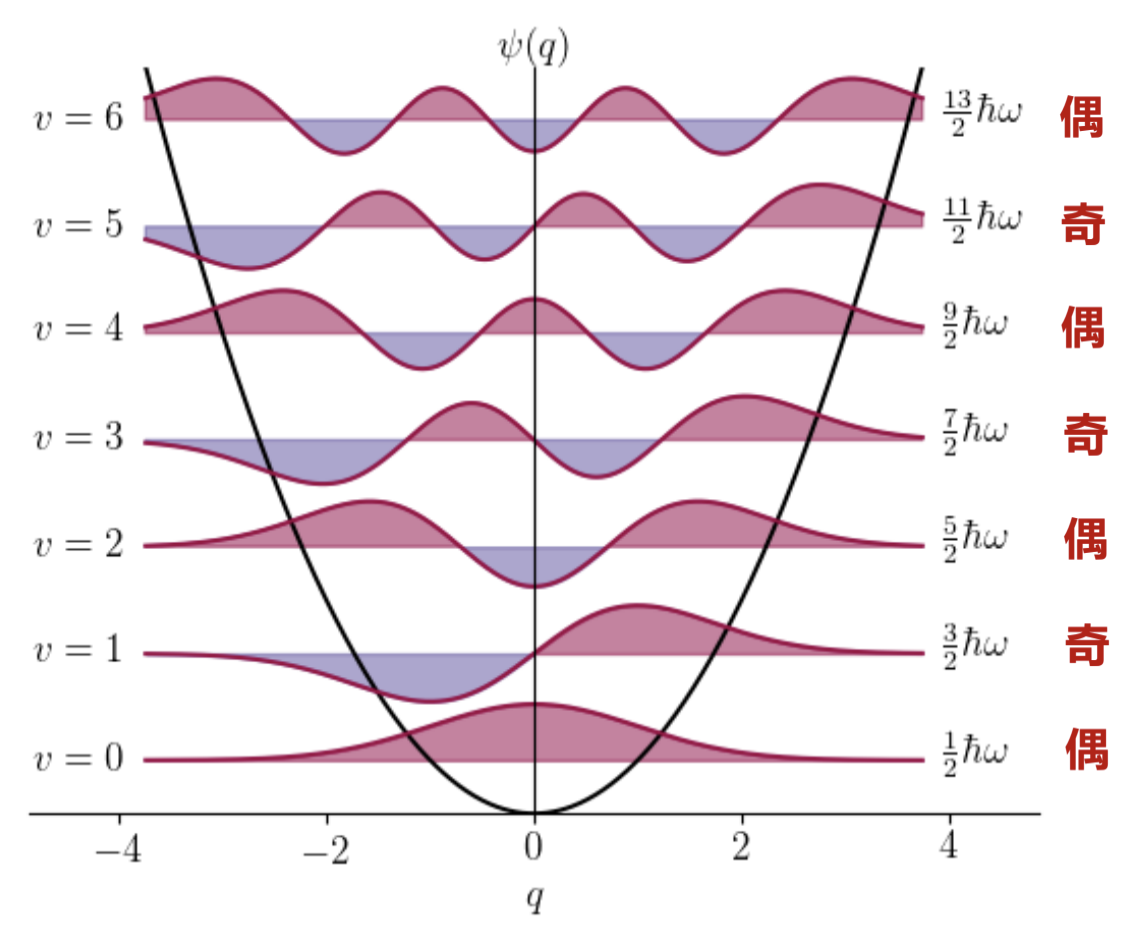 ψ(q)
v = 6 13/2 ℏω 偶
v = 5 11/2 ℏω 奇
v = 4 9/2 ℏω 偶
v = 3 7/2 ℏω 奇
v = 2 5/2 ℏω 偶
v = 1 3/2 ℏω 奇
v = 0 1/2 ℏω 偶
−4 −2 0 2 4
q